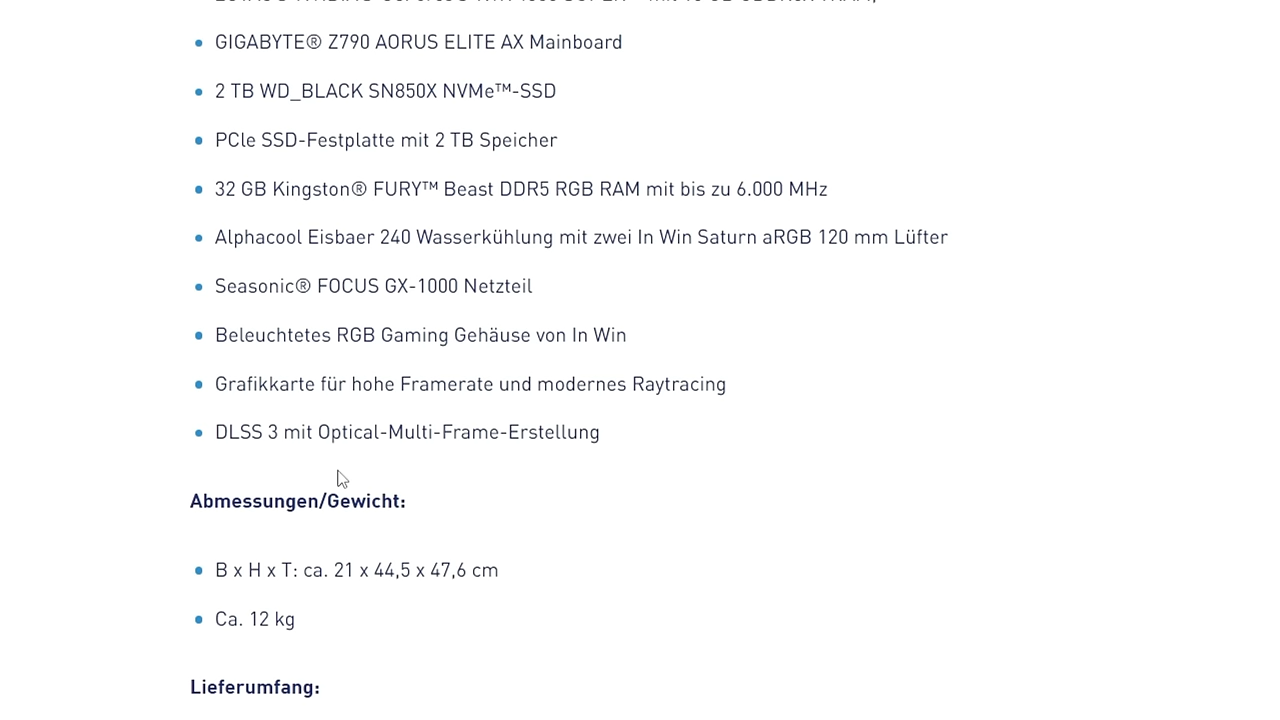 GIGABYTE® Z790 AORUS ELITE AX Mainboard
2 TB WD_BLACK SN850X NVMe™-SSD
PCle SSD-Festplatte mit 2 TB Speicher
32 GB Kingston® FURY™ Beast DDR5 RGB RAM mit bis zu 6.000 MHz
Alphacool Eisbaer 240 Wasserkühlung mit zwei In Win Saturn aRGB 120 mm Lüfter
Seasonic® FOCUS GX-1000 Netzteil
Beleuchtetes RGB Gaming Gehäuse von In Win
Grafikkarte für hohe Framerate und modernes Raytracing
DLSS 3 mit Optical-Multi-Frame-Erstellung
Abmessungen/Gewicht:
B x H x T: ca. 21 x 44,5 x 47,6 cm
Ca. 12 kg
Lieferumfang: